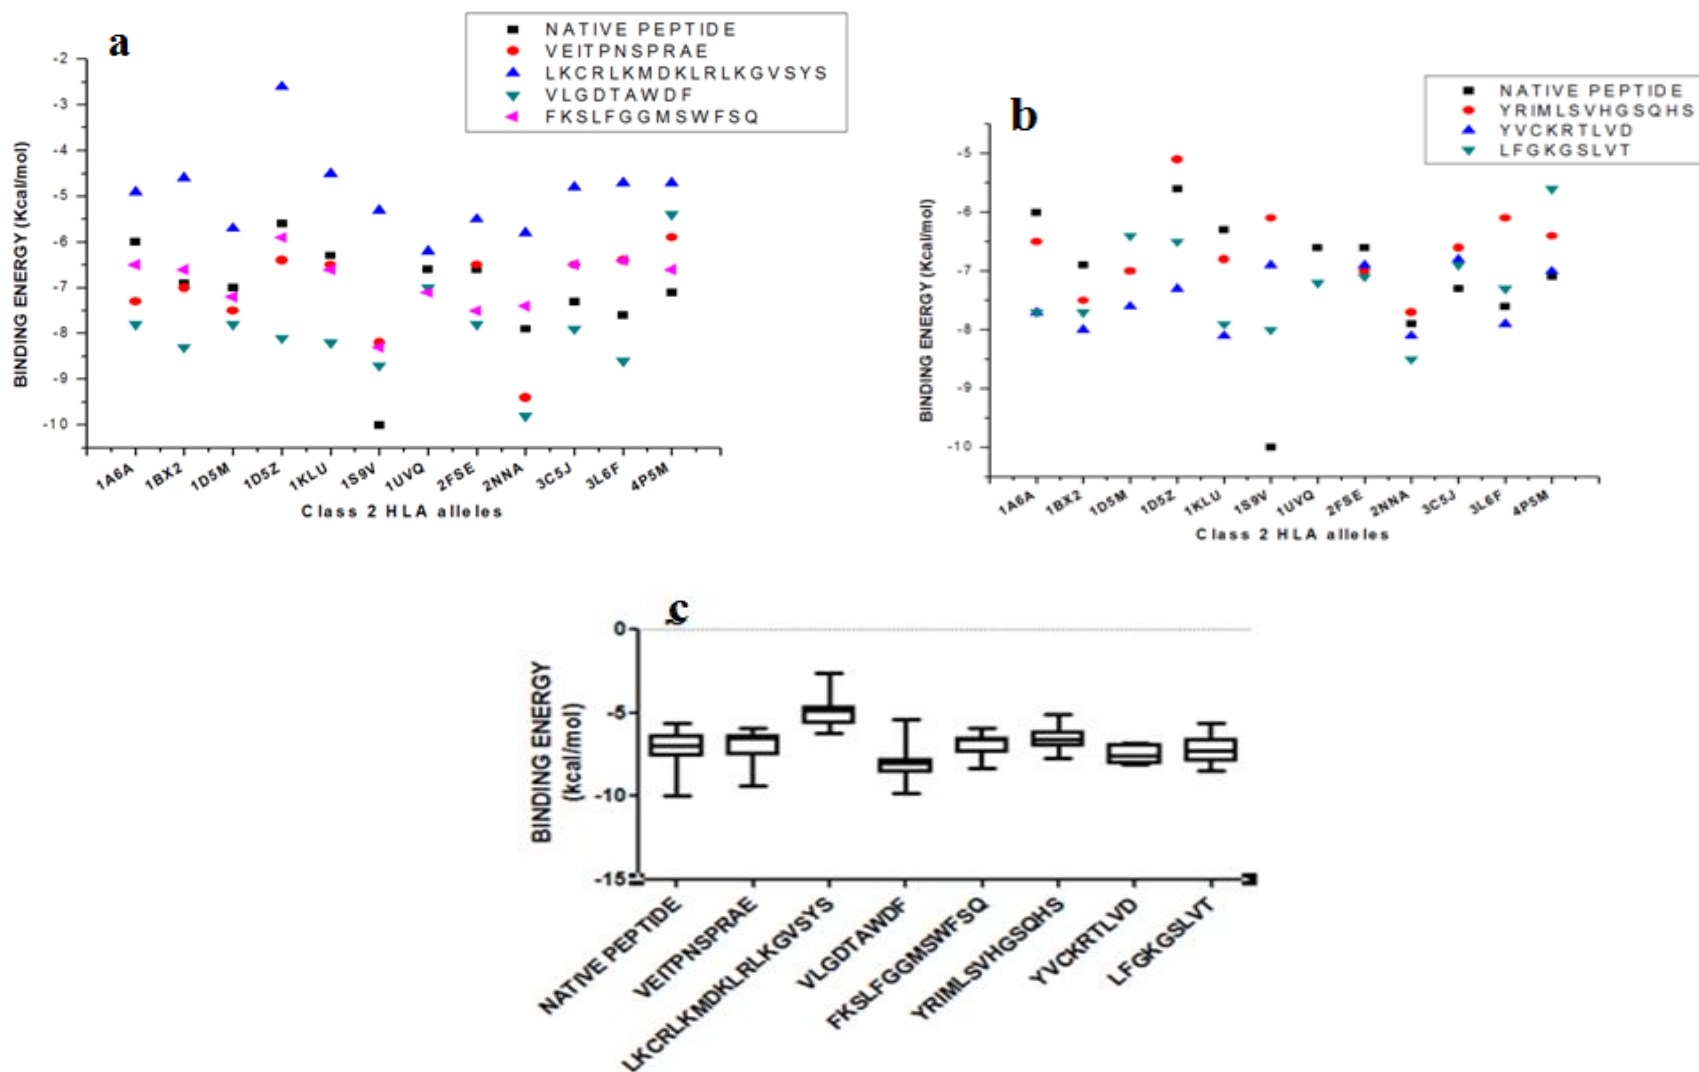 a
NATIVE PEPTIDE
VEITPNSPRAE
LKCRLKMDKLRLKGVSYS
VLGDTAWDF
FKSLFGGMSWFSQ
BINDING ENERGY (Kcal/mol)
-2
-3
-4
-5
-6
-7
-8
-9
-10
1A6A 1BX2 1D5M 1D5Z 1KLU 1S9V 1UVQ 2FSE 2NNA 3C5J 3L6F 4P5M
Class 2 HLA alleles
b
NATIVE PEPTIDE
YRIMLSVHGSQHS
YVCKRTLVD
LFGKGSLVT
BINDING ENERGY (Kcal/mol)
-5
-6
-7
-8
-9
-10
1A6A 1BX2 1D5M 1D5Z 1KLU 1S9V 1UVQ 2FSE 2NNA 3C5J 3L6F 4P5M
Class 2 HLA alleles
c
BINDING ENERGY
(kcal/mol)
0
-5
-10
-15
NATIVE PEPTIDE
VEITPNSPRAE
LKCRLKMDKLRLKGVSYS
VLGDTAWDF
FKSLFGGMSWFSQ
YRIMLSVHGSQHS
YVCKRTLVD
LFGKGSLVT